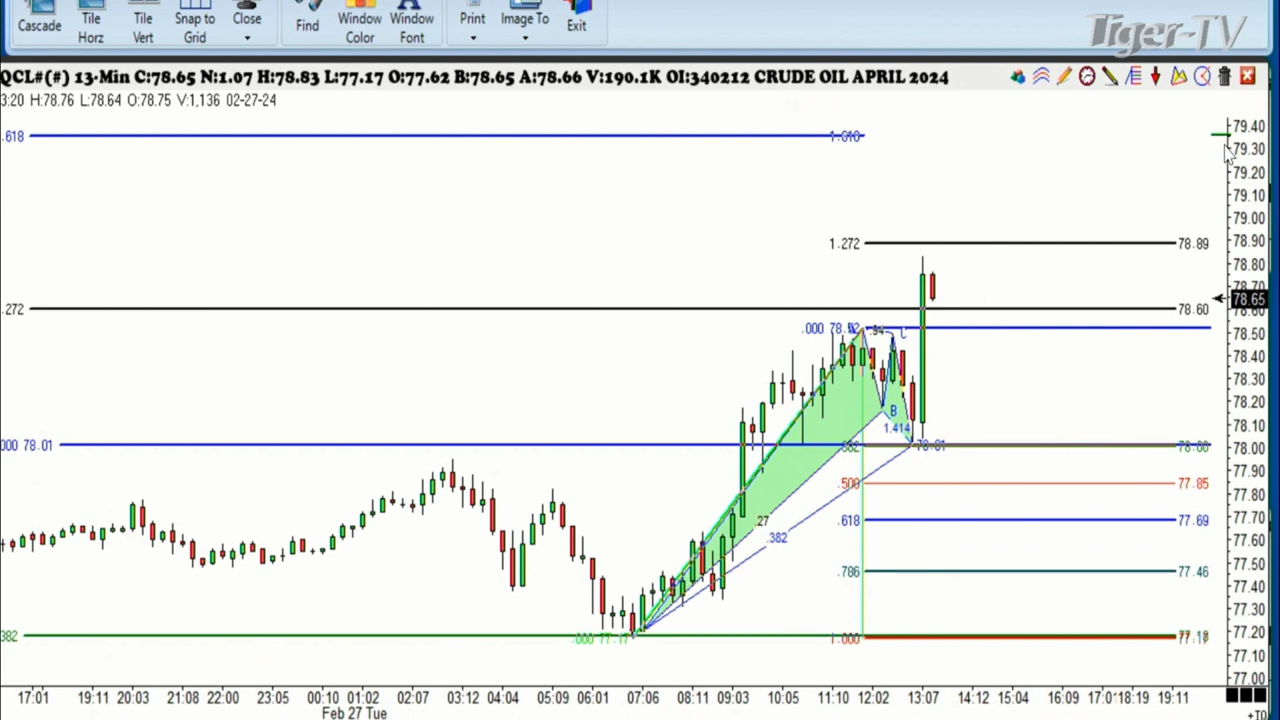 Cascade Tile Horz Tile Vert Snap to Grid Close Find Window Color Window Font Print Image To Exit
Tiger-TV
QCL#(#) 13-Min C:78.65 N:1.07 H:78.83 L:77.17 O:77.62 B:78.65 A:78.66 V:190.1K OI:340212 CRUDE OIL APRIL 2024
3:20 H:78.76 L:78.64 O:78.75 V:1,136 02-27-24
79.40
.618
79.30
79.20
79.10
79.00
1.272 78.89 78.90
78.80
78.70
78.65
.272 78.60
.000 78.52 .94 C 78.50
78.40
78.30
B 78.20
1.414 78.10
000 78.01 .382 78.01 78.00
77.90
.500 77.85
77.80
.27 .618 77.69 77.70
.382 77.60
.786 77.46 77.50
77.40
77.30
382 .000 77.17 1.000 77.20
77.10
77.00
17:01 19:11 20:03 21:08 22:00 23:05 00:10 01:02 02:07 03:12 04:04 05:09 06:01 07:06 08:11 09:03 10:05 11:10 12:02 13:07 14:12 15:04 16:09 18:19 19:11
Feb 27 Tue